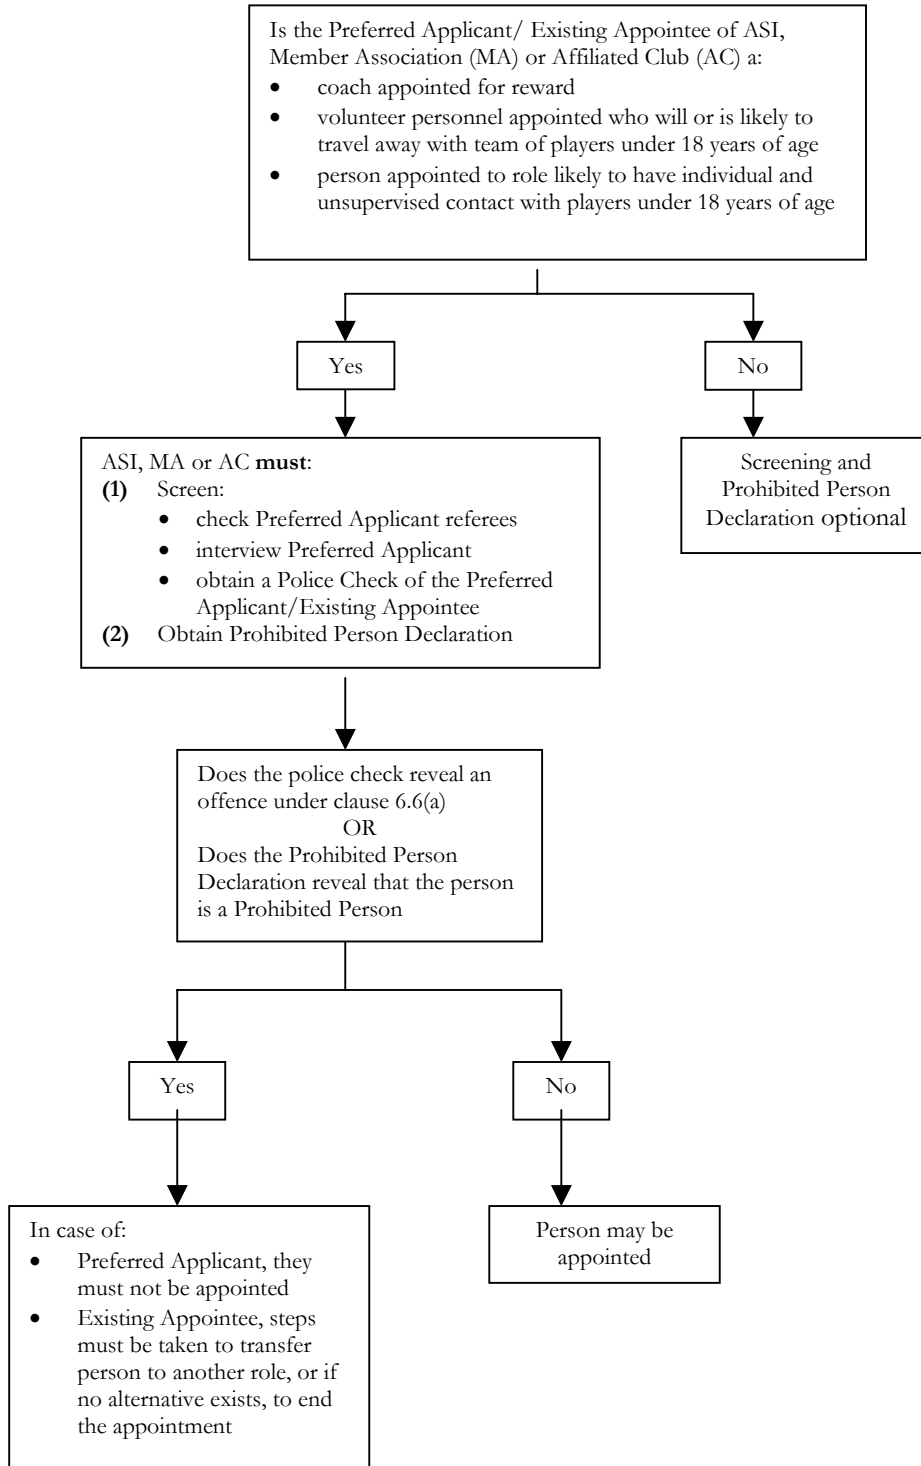 Is the Preferred Applicant/ Existing Appointee of ASI,
Member Association (MA) or Affiliated Club (AC) a:
• coach appointed for reward
• volunteer personnel appointed who will or is likely to
travel away with team of players under 18 years of age
• person appointed to role likely to have individual and
unsupervised contact with players under 18 years of age
Yes
No
ASI, MA or AC must:
(1) Screen:
• check Preferred Applicant referees
• interview Preferred Applicant
• obtain a Police Check of the Preferred
Applicant/Existing Appointee
(2) Obtain Prohibited Person Declaration
Screening and
Prohibited Person
Declaration optional
Does the police check reveal an
offence under clause 6.6(a)
OR
Does the Prohibited Person
Declaration reveal that the person
is a Prohibited Person
Yes
No
In case of:
• Preferred Applicant, they
must not be appointed
• Existing Appointee, steps
must be taken to transfer
person to another role, or if
no alternative exists, to end
the appointment
Person may be
appointed